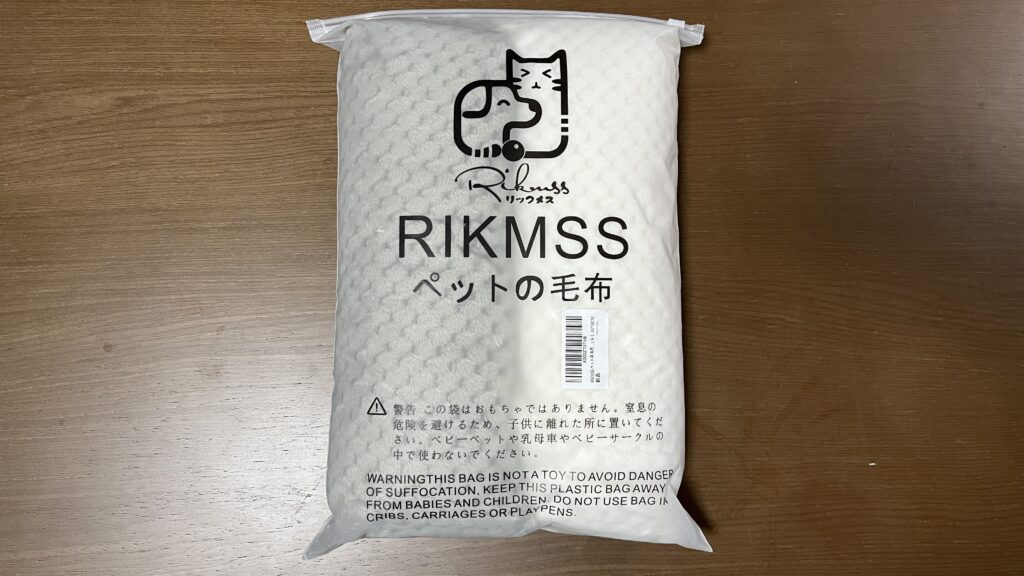 Rikmss
リックメス
RIKMSS
ペットの毛布
警告 この袋はおもちゃではありません。窒息の
危険を避けるため、子供に離れた所に置いてくだ
さい。ベビーベットや乳母車やベビーサークルの
中で使わないでください。
WARNINGTHIS BAG IS NOT A TOY TO AVOID DANGER
OF SUFFOCATION, KEEP THIS PLASTIC BAG AWAY
FROM BABIES AND CHILDREN. DO NOT USE BAG IN
CRIBS, CARRIAGES OR PLAYPENS.